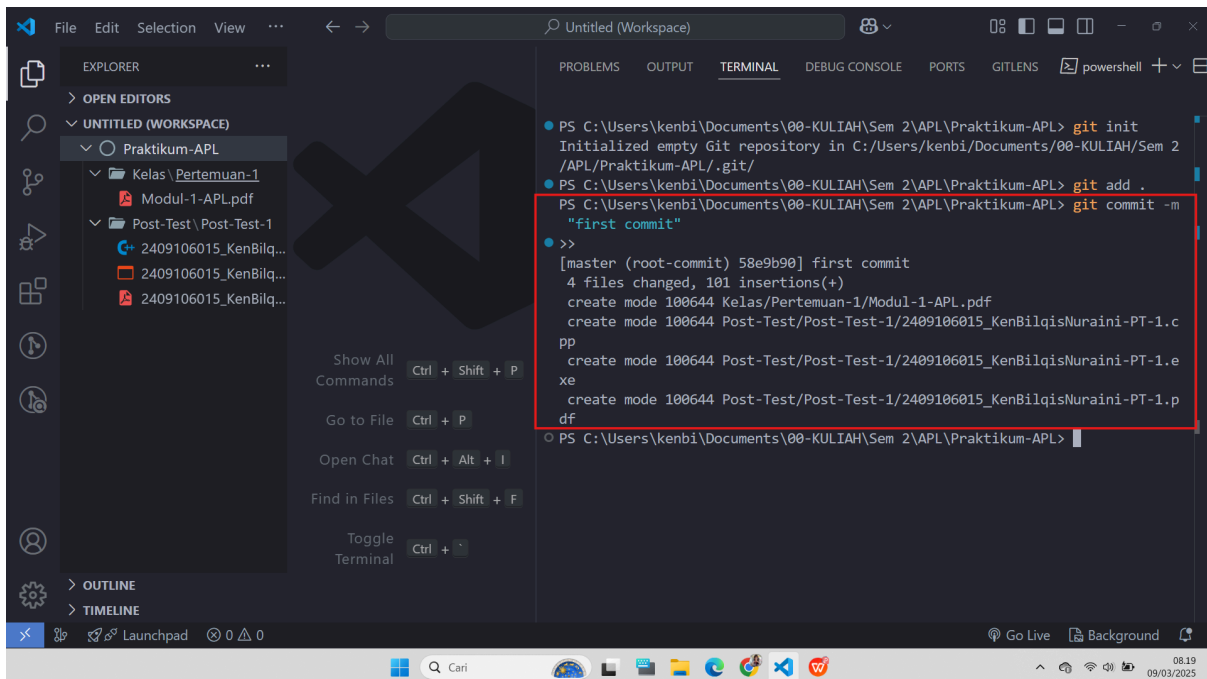 File Edit Selection View ···
Untitled (Workspace)
EXPLORER ···
> OPEN EDITORS
UNTITLED (WORKSPACE)
Praktikum-APL
Kelas \ Pertemuan-1
Modul-1-APL.pdf
Post-Test \ Post-Test-1
2409106015_KenBilq...
2409106015_KenBilq...
2409106015_KenBilq...
Show All Commands Ctrl + Shift + P
Go to File Ctrl + P
Open Chat Ctrl + Alt + I
Find in Files Ctrl + Shift + F
Toggle Terminal Ctrl + `
> OUTLINE
> TIMELINE
PROBLEMS OUTPUT TERMINAL DEBUG CONSOLE PORTS GITLENS powershell
PS C:\Users\kenbi\Documents\00-KULIAH\Sem 2\APL\Praktikum-APL> git init
Initialized empty Git repository in C:/Users/kenbi/Documents/00-KULIAH/Sem 2
/APL/Praktikum-APL/.git/
PS C:\Users\kenbi\Documents\00-KULIAH\Sem 2\APL\Praktikum-APL> git add .
PS C:\Users\kenbi\Documents\00-KULIAH\Sem 2\APL\Praktikum-APL> git commit -m
"first commit"
>>
[master (root-commit) 58e9b90] first commit
4 files changed, 101 insertions(+)
create mode 100644 Kelas/Pertemuan-1/Modul-1-APL.pdf
create mode 100644 Post-Test/Post-Test-1/2409106015_KenBilqisNuraini-PT-1.c
pp
create mode 100644 Post-Test/Post-Test-1/2409106015_KenBilqisNuraini-PT-1.e
xe
create mode 100644 Post-Test/Post-Test-1/2409106015_KenBilqisNuraini-PT-1.p
df
PS C:\Users\kenbi\Documents\00-KULIAH\Sem 2\APL\Praktikum-APL>
Launchpad 0 0 Go Live Background
Cari
08.19
09/03/2025